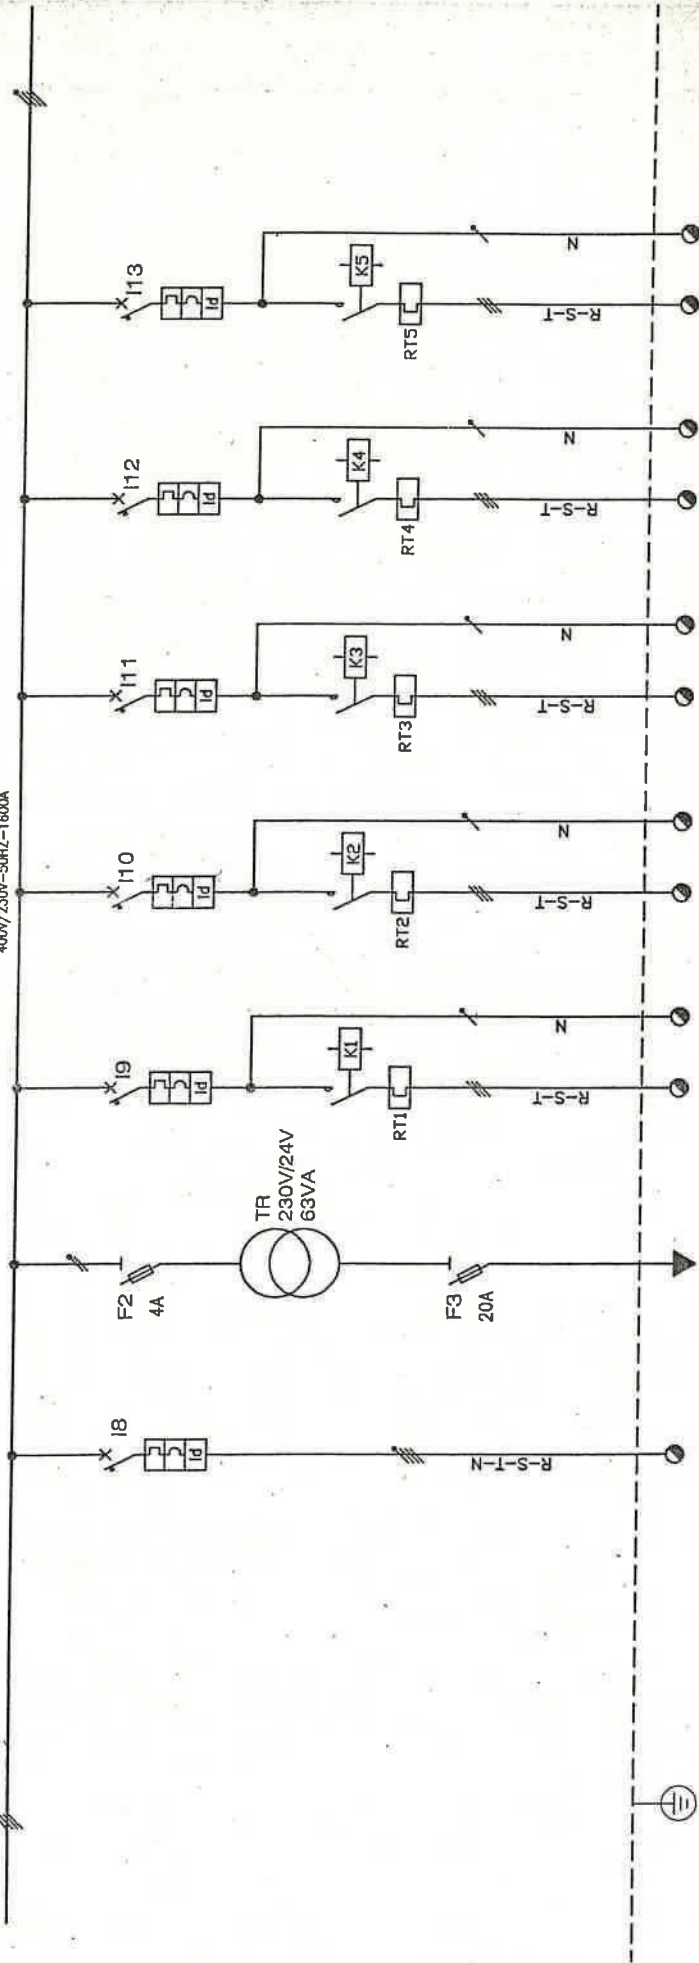 400V/230V-50HZ-1600A
I8
Id
R-S-T-N
F2
4A
TR
230V/24V
63VA
F3
20A
I9
Id
K1
RT1
R-S-T
N
I10
Id
K2
RT2
R-S-T
N
I11
Id
K3
RT3
R-S-T
N
I12
Id
K4
RT4
R-S-T
N
I13
Id
K5
RT5
R-S-T
N